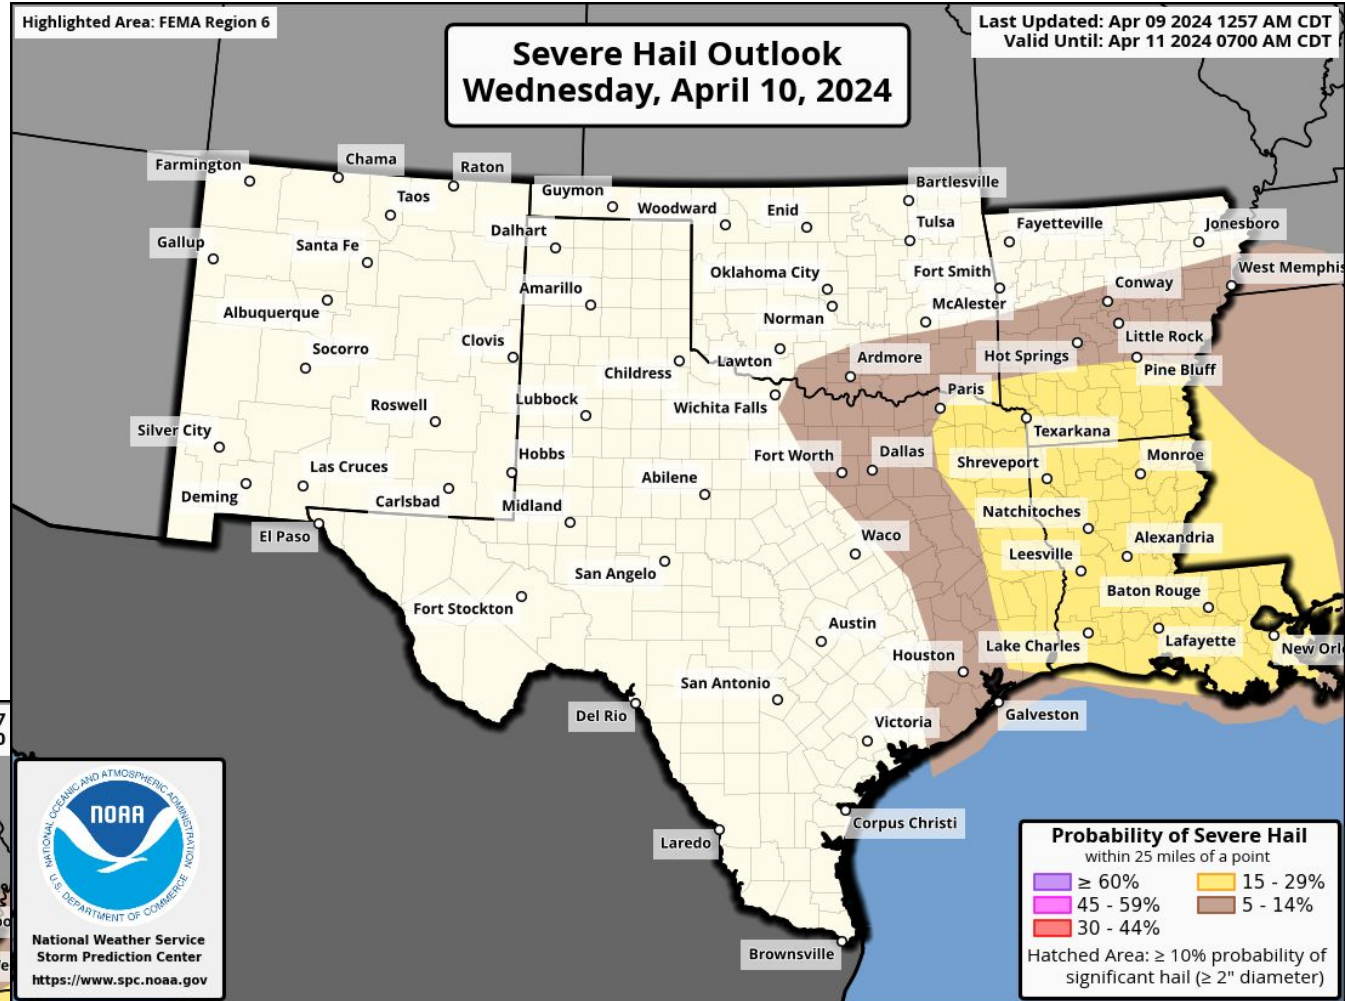 Highlighted Area: FEMA Region 6
Severe Hail Outlook
Wednesday, April 10, 2024
Last Updated: Apr 09 2024 1257 AM CDT
Valid Until: Apr 11 2024 0700 AM CDT
Farmington
Chama
Raton
Taos
Guymon
Woodward
Enid
Bartlesville
Gallup
Santa Fe
Dalhart
Tulsa
Fayetteville
Jonesboro
Albuquerque
Amarillo
Oklahoma City
Fort Smith
West Memphis
Conway
Norman
McAlester
Socorro
Clovis
Little Rock
Childress
Lawton
Ardmore
Hot Springs
Pine Bluff
Roswell
Lubbock
Wichita Falls
Paris
Silver City
Texarkana
Las Cruces
Hobbs
Fort Worth
Dallas
Shreveport
Monroe
Deming
Carlsbad
Midland
Abilene
Natchitoches
El Paso
Waco
Alexandria
Leesville
San Angelo
Baton Rouge
Fort Stockton
Austin
Lake Charles
Lafayette
New Orl
Houston
San Antonio
Del Rio
Victoria
Galveston
Corpus Christi
Laredo
Brownsville
NOAA
NATIONAL OCEANIC AND ATMOSPHERIC ADMINISTRATION
U.S. DEPARTMENT OF COMMERCE
National Weather Service
Storm Prediction Center
https://www.spc.noaa.gov
Probability of Severe Hail
within 25 miles of a point
≥ 60%
15 - 29%
45 - 59%
5 - 14%
30 - 44%
Hatched Area: ≥ 10% probability of
significant hail (≥ 2" diameter)